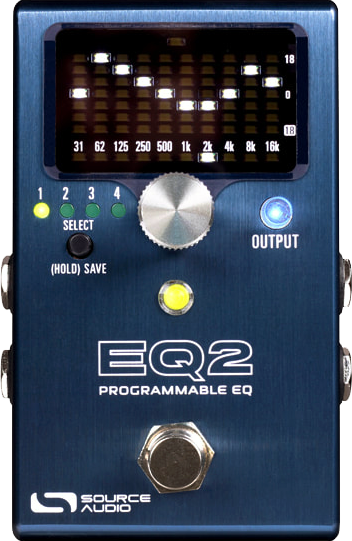 18
0
18
31 62 125 250 500 1k 2k 4k 8k 16k
1 2 3 4
SELECT
(HOLD) SAVE
OUTPUT
EQ2
PROGRAMMABLE EQ
SOURCE
AUDIO